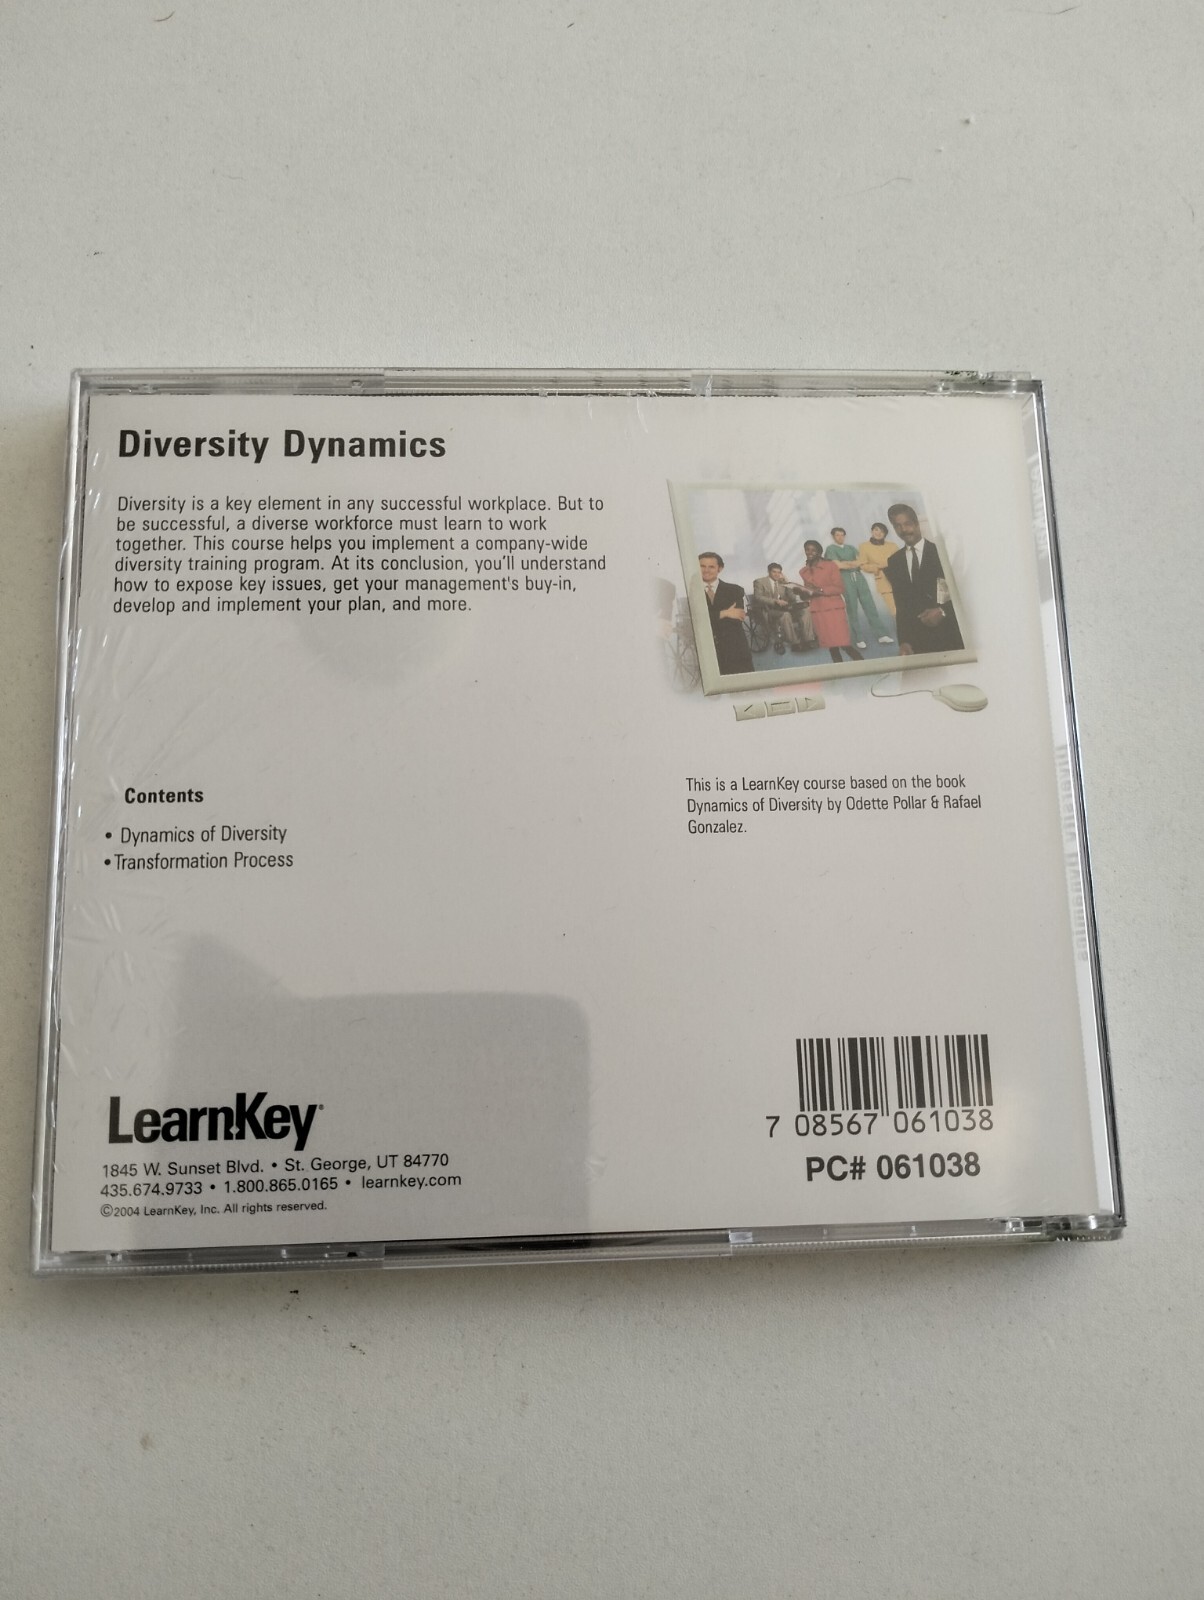 Diversity Dynamics
Diversity is a key element in any successful workplace. But to
be successful, a diverse workforce must learn to work
together. This course helps you implement a company-wide
diversity training program. At its conclusion, you'll understand
how to expose key issues, get your management's buy-in,
develop and implement your plan, and more.
Contents
• Dynamics of Diversity
• Transformation Process
This is a LearnKey course based on the book
Dynamics of Diversity by Odette Pollar & Rafael
Gonzalez.
LearnKey®
1845 W. Sunset Blvd. • St. George, UT 84770
435.674.9733 • 1.800.865.0165 • learnkey.com
©2004 LearnKey, Inc. All rights reserved.
7 08567 061038
PC# 061038
Diversity Dynamics